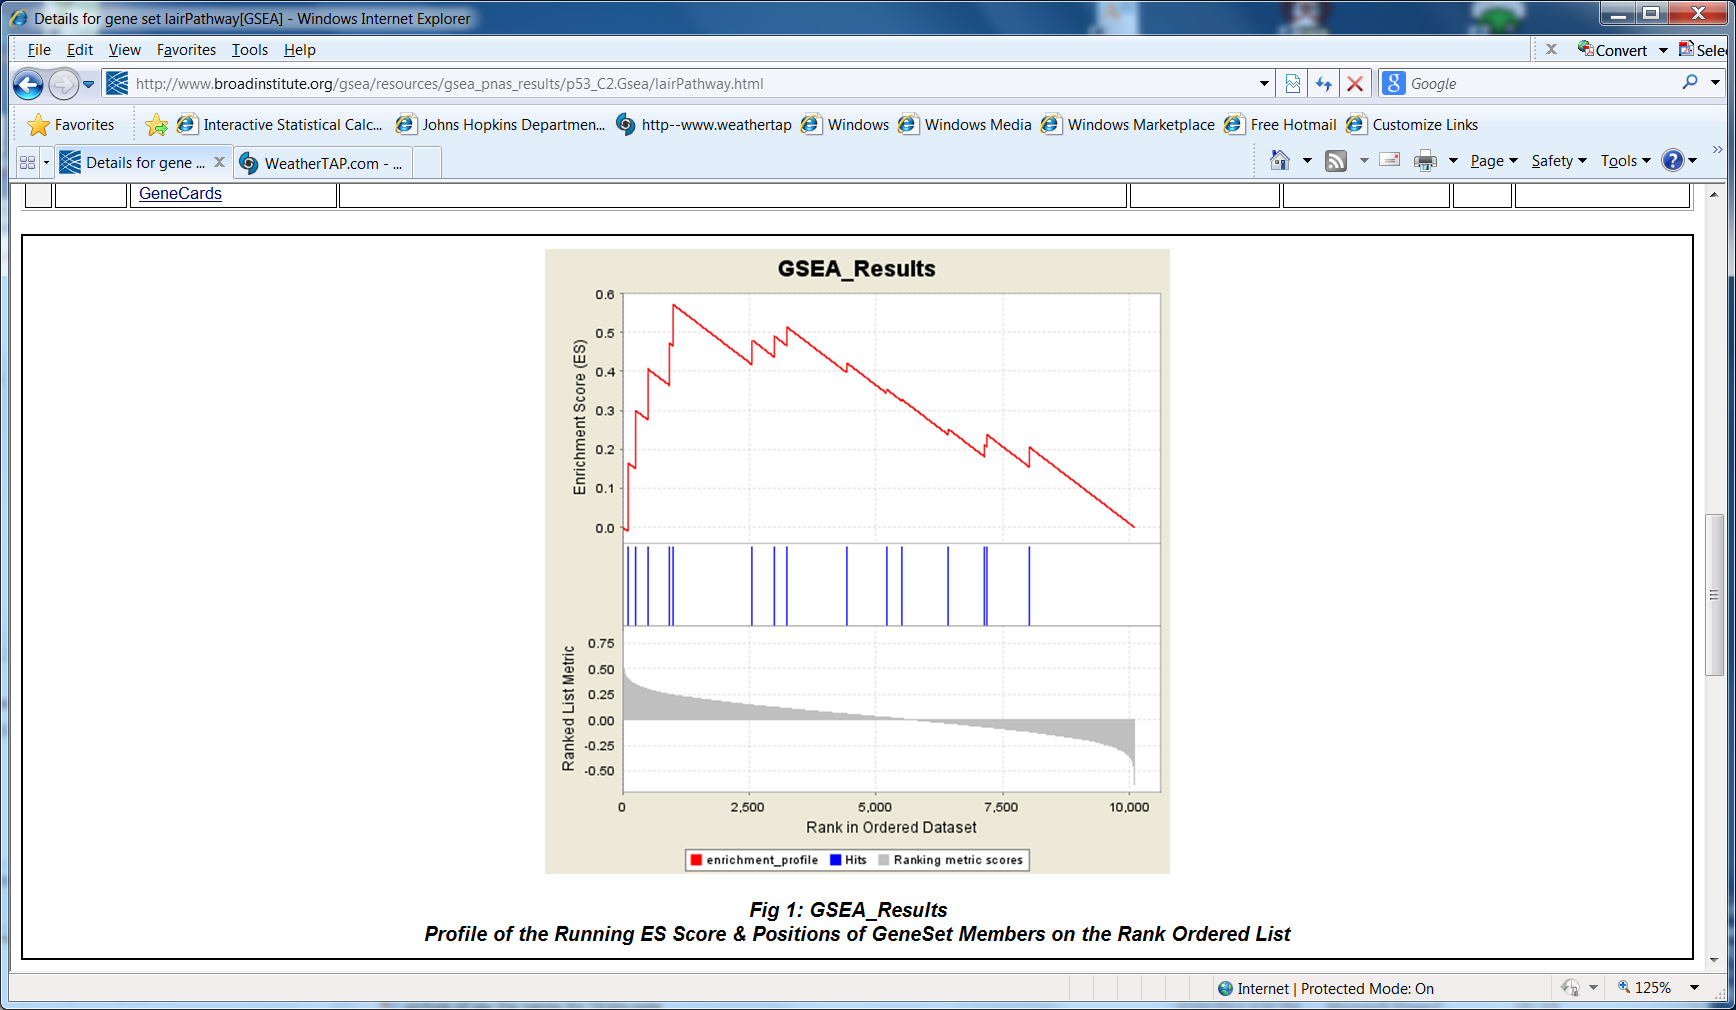 Details for gene set lairPathway[GSEA] - Windows Internet Explorer
File Edit View Favorites Tools Help
Convert
Selec
http://www.broadinstitute.org/gsea/resources/gsea_pnas_results/p53_C2.Gsea/lairPathway.html
Google
Favorites
Interactive Statistical Calc...
Johns Hopkins Departmen...
http--www.weathertap
Windows
Windows Media
Windows Marketplace
Free Hotmail
Customize Links
Details for gene ...
WeatherTAP.com - ...
Page Safety Tools
GeneCards
GSEA_Results
Enrichment Score (ES)
0.6
0.5
0.4
0.3
0.2
0.1
0.0
Ranked List Metric
0.75
0.50
0.25
0.00
-0.25
-0.50
0 2,500 5,000 7,500 10,000
Rank in Ordered Dataset
enrichment_profile Hits Ranking metric scores
Fig 1: GSEA_Results
Profile of the Running ES Score & Positions of GeneSet Members on the Rank Ordered List
Internet | Protected Mode: On
125%